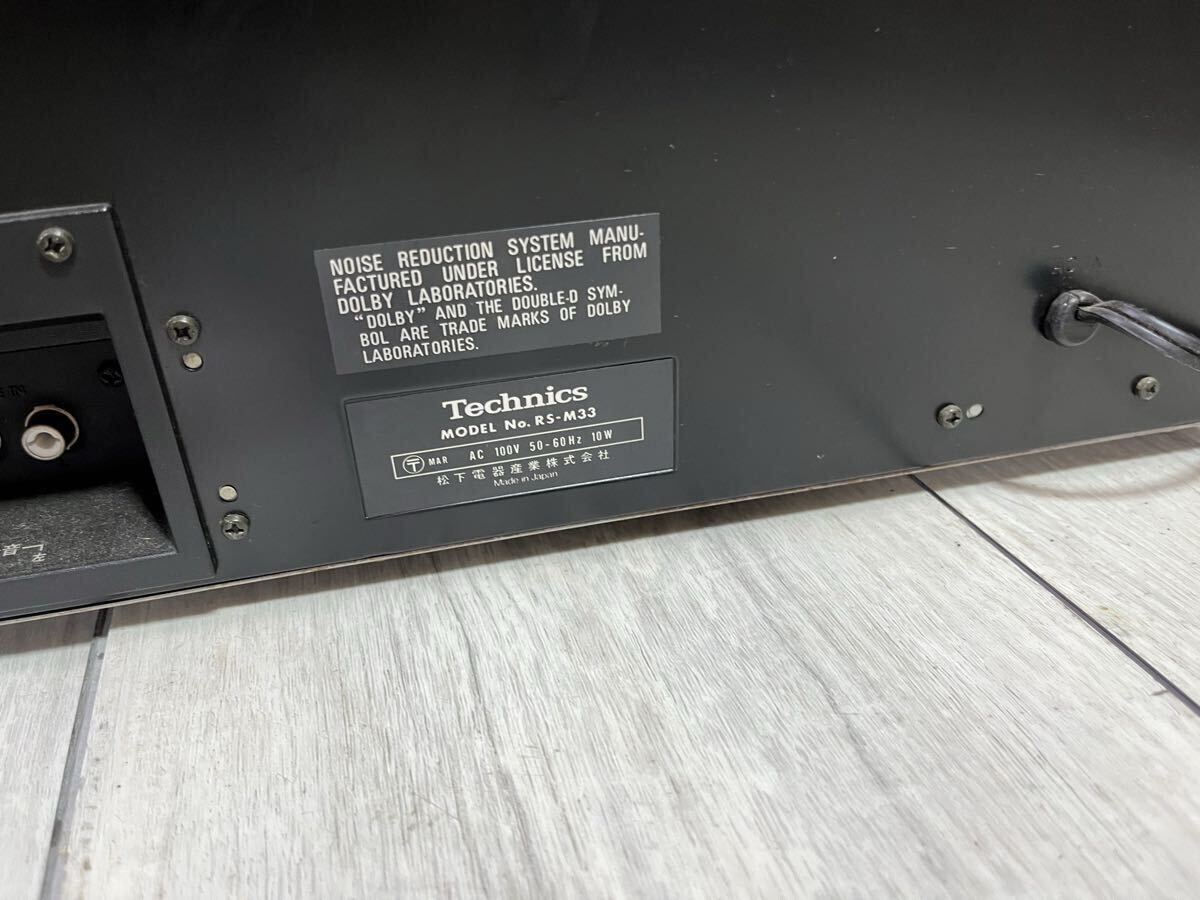 NOISE REDUCTION SYSTEM MANU-
FACTURED UNDER LICENSE FROM
DOLBY LABORATORIES.
"DOLBY" AND THE DOUBLE-D SYM-
BOL ARE TRADE MARKS OF DOLBY
LABORATORIES.
Technics
MODEL No. RS-M33
MAR AC 100V 50-60Hz 10W
松下電器産業株式会社
Made in Japan
IN